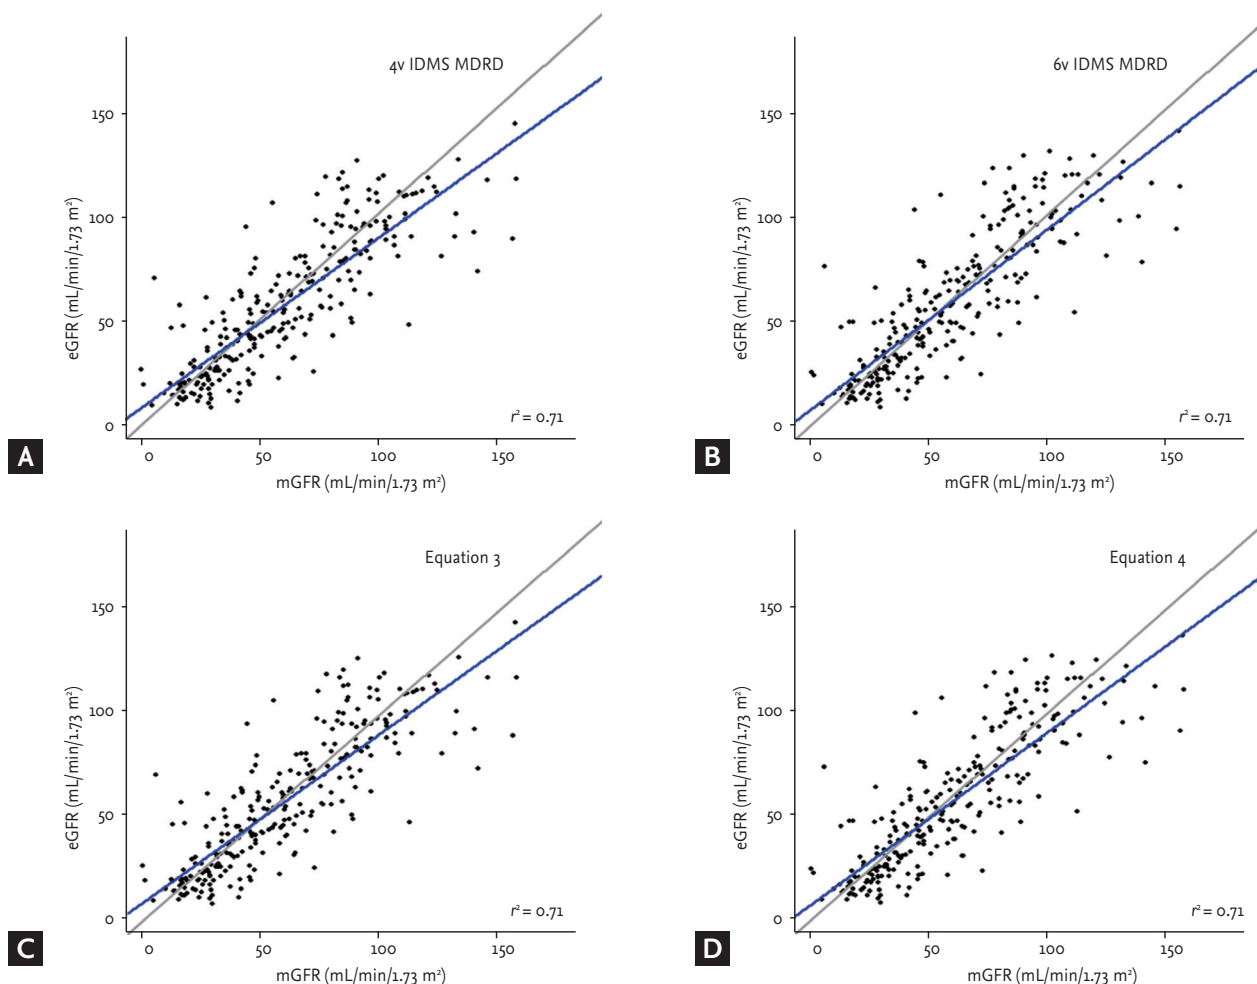 4v IDMS MDRD
150
100
50
0
eGFR (mL/min/1.73 m²)
r² = 0.71
0 50 100 150
mGFR (mL/min/1.73 m²)
A
6v IDMS MDRD
150
100
50
0
eGFR (mL/min/1.73 m²)
r² = 0.71
0 50 100 150
mGFR (mL/min/1.73 m²)
B
Equation 3
150
100
50
0
eGFR (mL/min/1.73 m²)
r² = 0.71
0 50 100 150
mGFR (mL/min/1.73 m²)
C
Equation 4
150
100
50
0
eGFR (mL/min/1.73 m²)
r² = 0.71
0 50 100 150
mGFR (mL/min/1.73 m²)
D